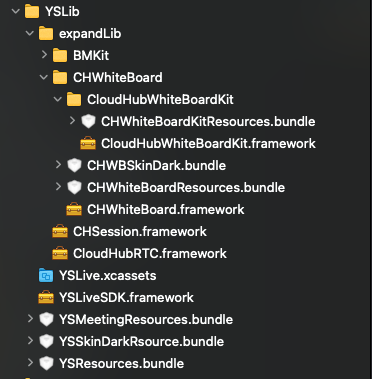 YSLib
expandLib
BMKit
CHWhiteBoard
CloudHubWhiteBoardKit
CHWhiteBoardKitResources.bundle
CloudHubWhiteBoardKit.framework
CHWBSkinDark.bundle
CHWhiteBoardResources.bundle
CHWhiteBoard.framework
CHSession.framework
CloudHubRTC.framework
YSLive.xcassets
YSLiveSDK.framework
YSMeetingResources.bundle
YSSkinDarkRsource.bundle
YSResources.bundle